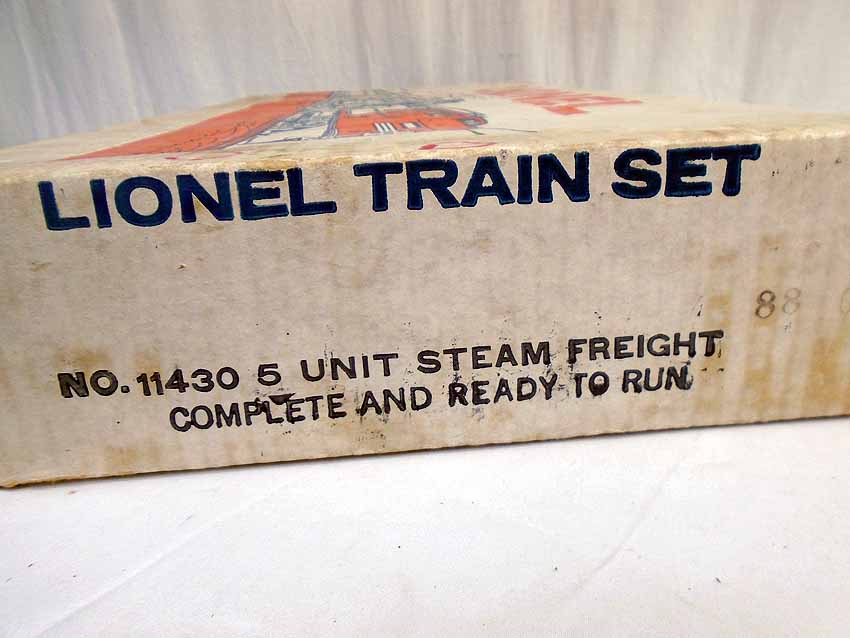 LIONEL TRAIN SET
88
NO. 11430 5 UNIT STEAM FREIGHT
COMPLETE AND READY TO RUN